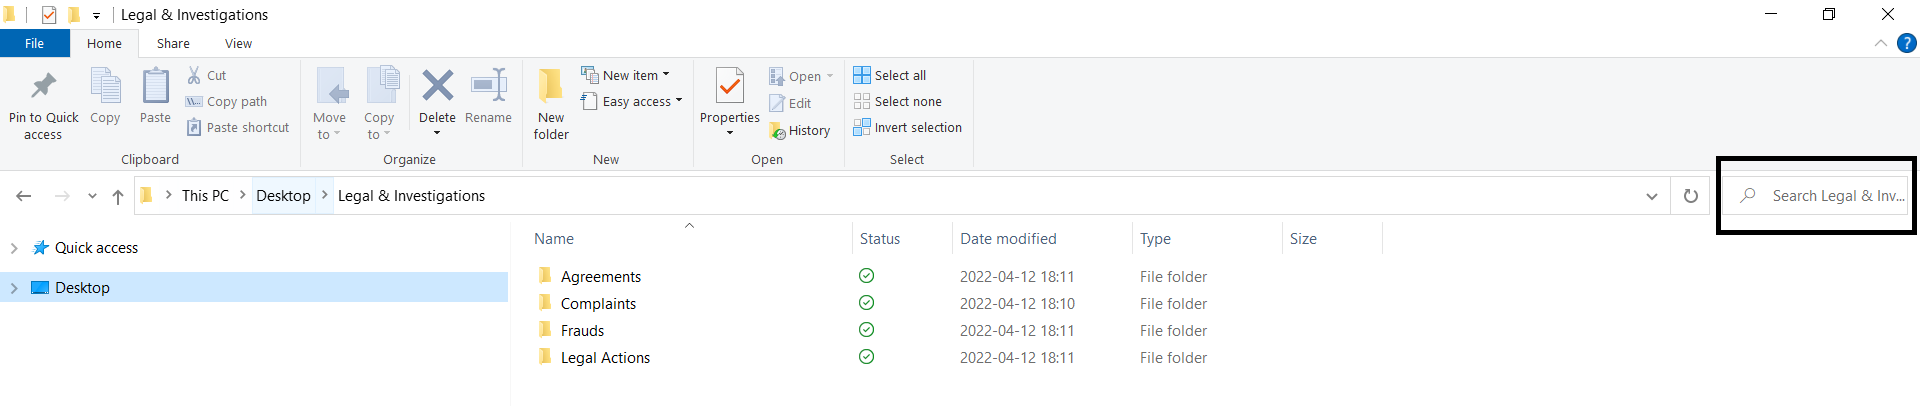 Legal & Investigations
File Home Share View
Pin to Quick access
Copy
Paste
Cut
Copy path
Paste shortcut
Clipboard
Move to
Copy to
Delete
Rename
Organize
New folder
New item
Easy access
New
Properties
Open
Edit
History
Open
Select all
Select none
Invert selection
Select
This PC > Desktop > Legal & Investigations
Search Legal & Inv...
Quick access
Desktop
Name Status Date modified Type Size
Agreements 2022-04-12 18:11 File folder
Complaints 2022-04-12 18:10 File folder
Frauds 2022-04-12 18:11 File folder
Legal Actions 2022-04-12 18:11 File folder